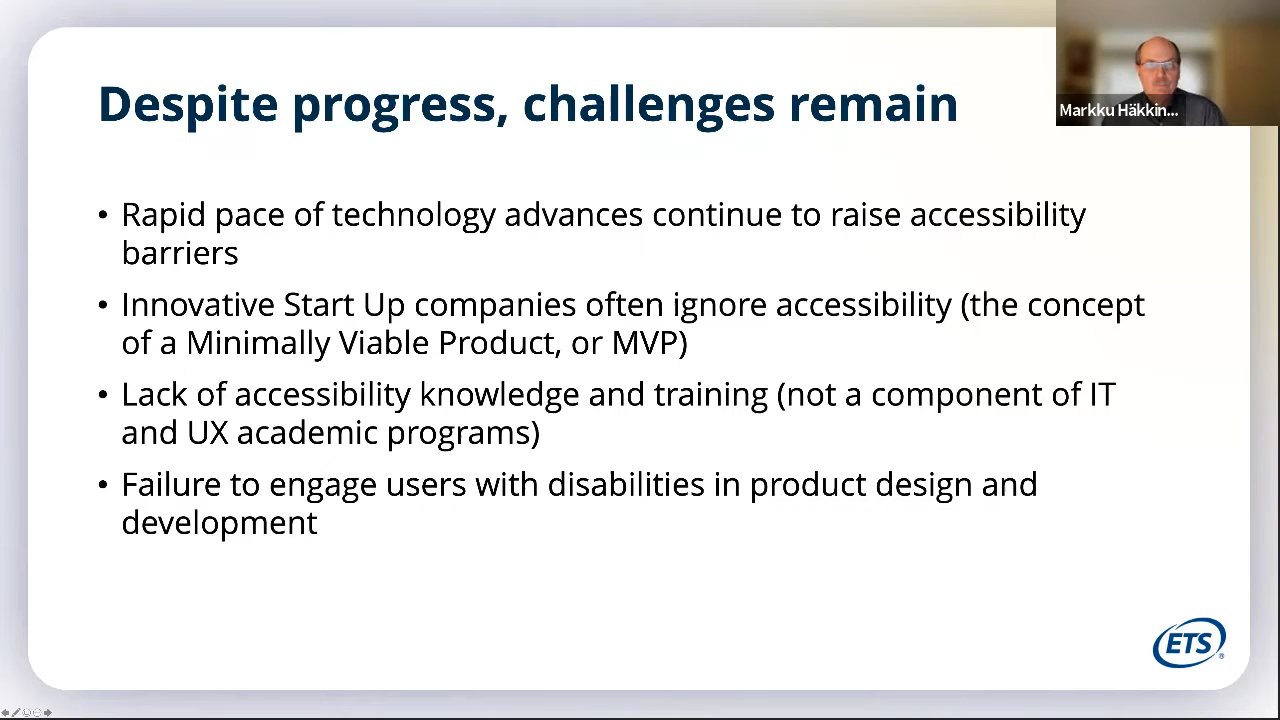 Despite progress, challenges remain
Markku Häkkin...
• Rapid pace of technology advances continue to raise accessibility
barriers
• Innovative Start Up companies often ignore accessibility (the concept
of a Minimally Viable Product, or MVP)
• Lack of accessibility knowledge and training (not a component of IT
and UX academic programs)
• Failure to engage users with disabilities in product design and
development
ETS®